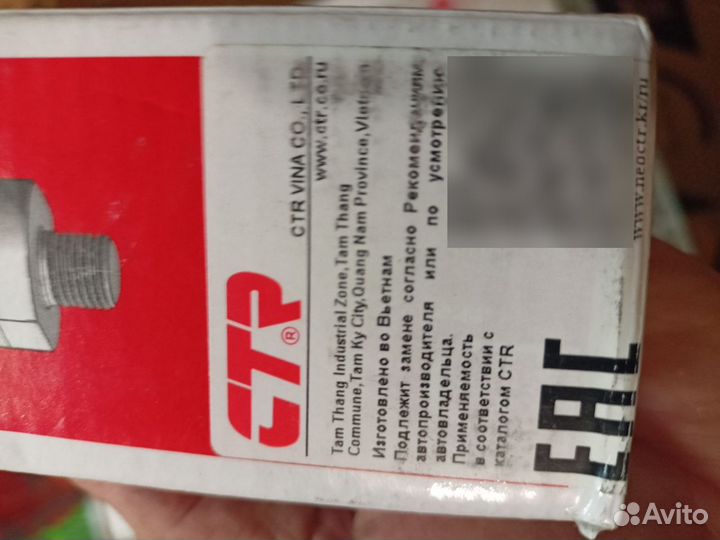 CTR®
CTR VINA CO., LTD
www.ctr.co.ru
Tam Thang Industrial Zone,Tam Thang
Commune,Tam Ky City,Quang Nam Province,Vietnam
Изготовлено во Вьетнам
Подлежит замене согласно Рекомендациям
автопроизводителя или по усмотрению
автовладельца.
Применяемость
в соответствии с
каталогом CTR
www.neoctr.kr/ru
EAC
Avito